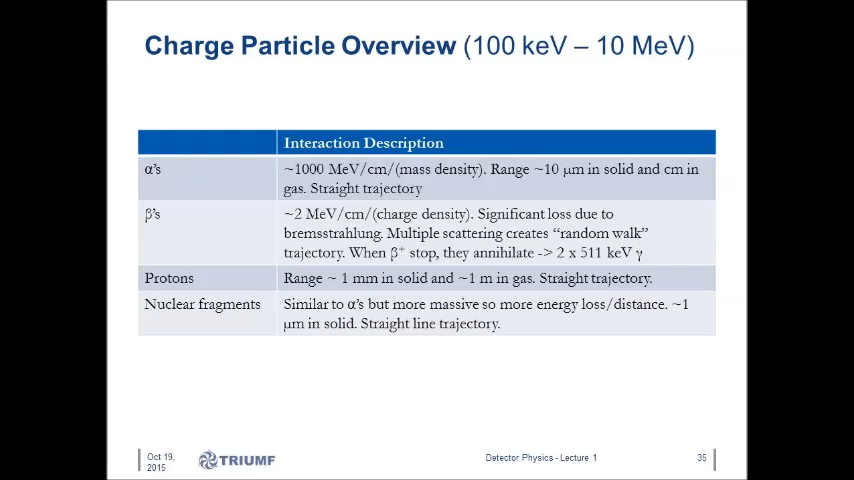 Charge Particle Overview (100 keV – 10 MeV)
Interaction Description
α's
~1000 MeV/cm/(mass density). Range ~10 μm in solid and cm in
gas. Straight trajectory
β's
~2 MeV/cm/(charge density). Significant loss due to
bremsstrahlung. Multiple scattering creates “random walk”
trajectory. When β⁺ stop, they annihilate -> 2 x 511 keV γ
Protons
Range ~ 1 mm in solid and ~1 m in gas. Straight trajectory.
Nuclear fragments
Similar to α's but more massive so more energy loss/distance. ~1
μm in solid. Straight line trajectory.
Oct 19,
2015
TRIUMF
Detector Physics - Lecture 1
35